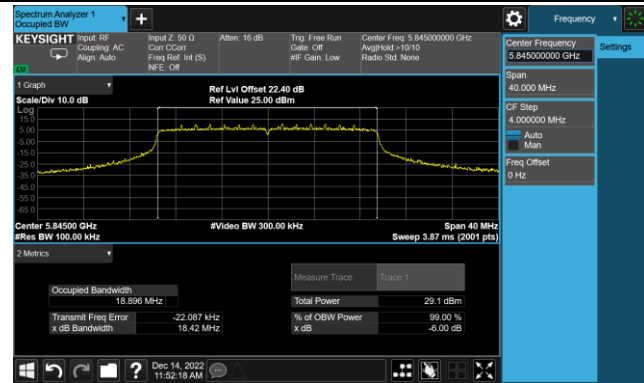 Spectrum Analyzer 1
Occupied BW
Frequency
KEYSIGHT
Input: RF
Coupling: AC
Align: Auto
Input Z: 50 Ω
Corr CCorr
Freq Ref: Int (S)
NFE: Off
Atten: 16 dB
Trig: Free Run
Gate: Off
#IF Gain: Low
Center Freq: 5.845000000 GHz
Avg|Hold:>10/10
Radio Std: None
Center Frequency
5.845000000 GHz
Settings
Span
40.000 MHz
CF Step
4.000000 MHz
Auto
Man
Freq Offset
0 Hz
1 Graph
Ref Lvl Offset 22.40 dB
Scale/Div 10.0 dB
Ref Value 25.00 dBm
Log
15.0
5.00
-5.00
-15.0
-25.0
-35.0
-45.0
-55.0
-65.0
Center 5.84500 GHz
#Video BW 300.00 kHz
Span 40 MHz
#Res BW 100.00 kHz
Sweep 3.87 ms (2001 pts)
2 Metrics
Measure Trace
Trace 1
Occupied Bandwidth
18.896 MHz
Total Power
29.1 dBm
Transmit Freq Error
-22.087 kHz
% of OBW Power
99.00 %
x dB Bandwidth
18.42 MHz
x dB
-6.00 dB
Dec 14, 2022
11:52:18 AM